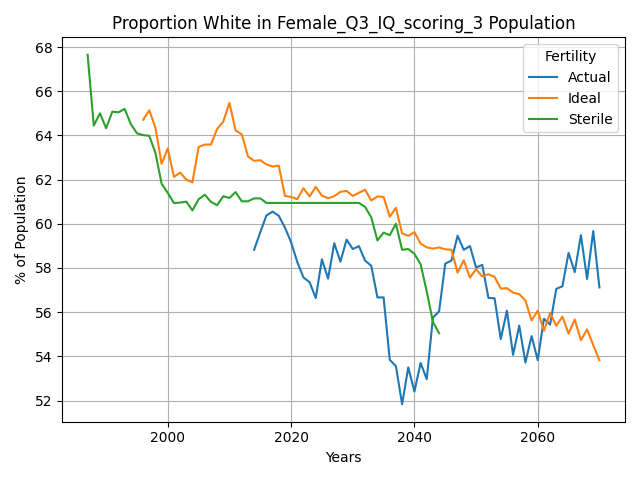 Proportion White in Female_Q3_IQ_scoring_3 Population
Fertility
Actual
Ideal
Sterile
% of Population
68
66
64
62
60
58
56
54
52
2000
2020
2040
2060
Years